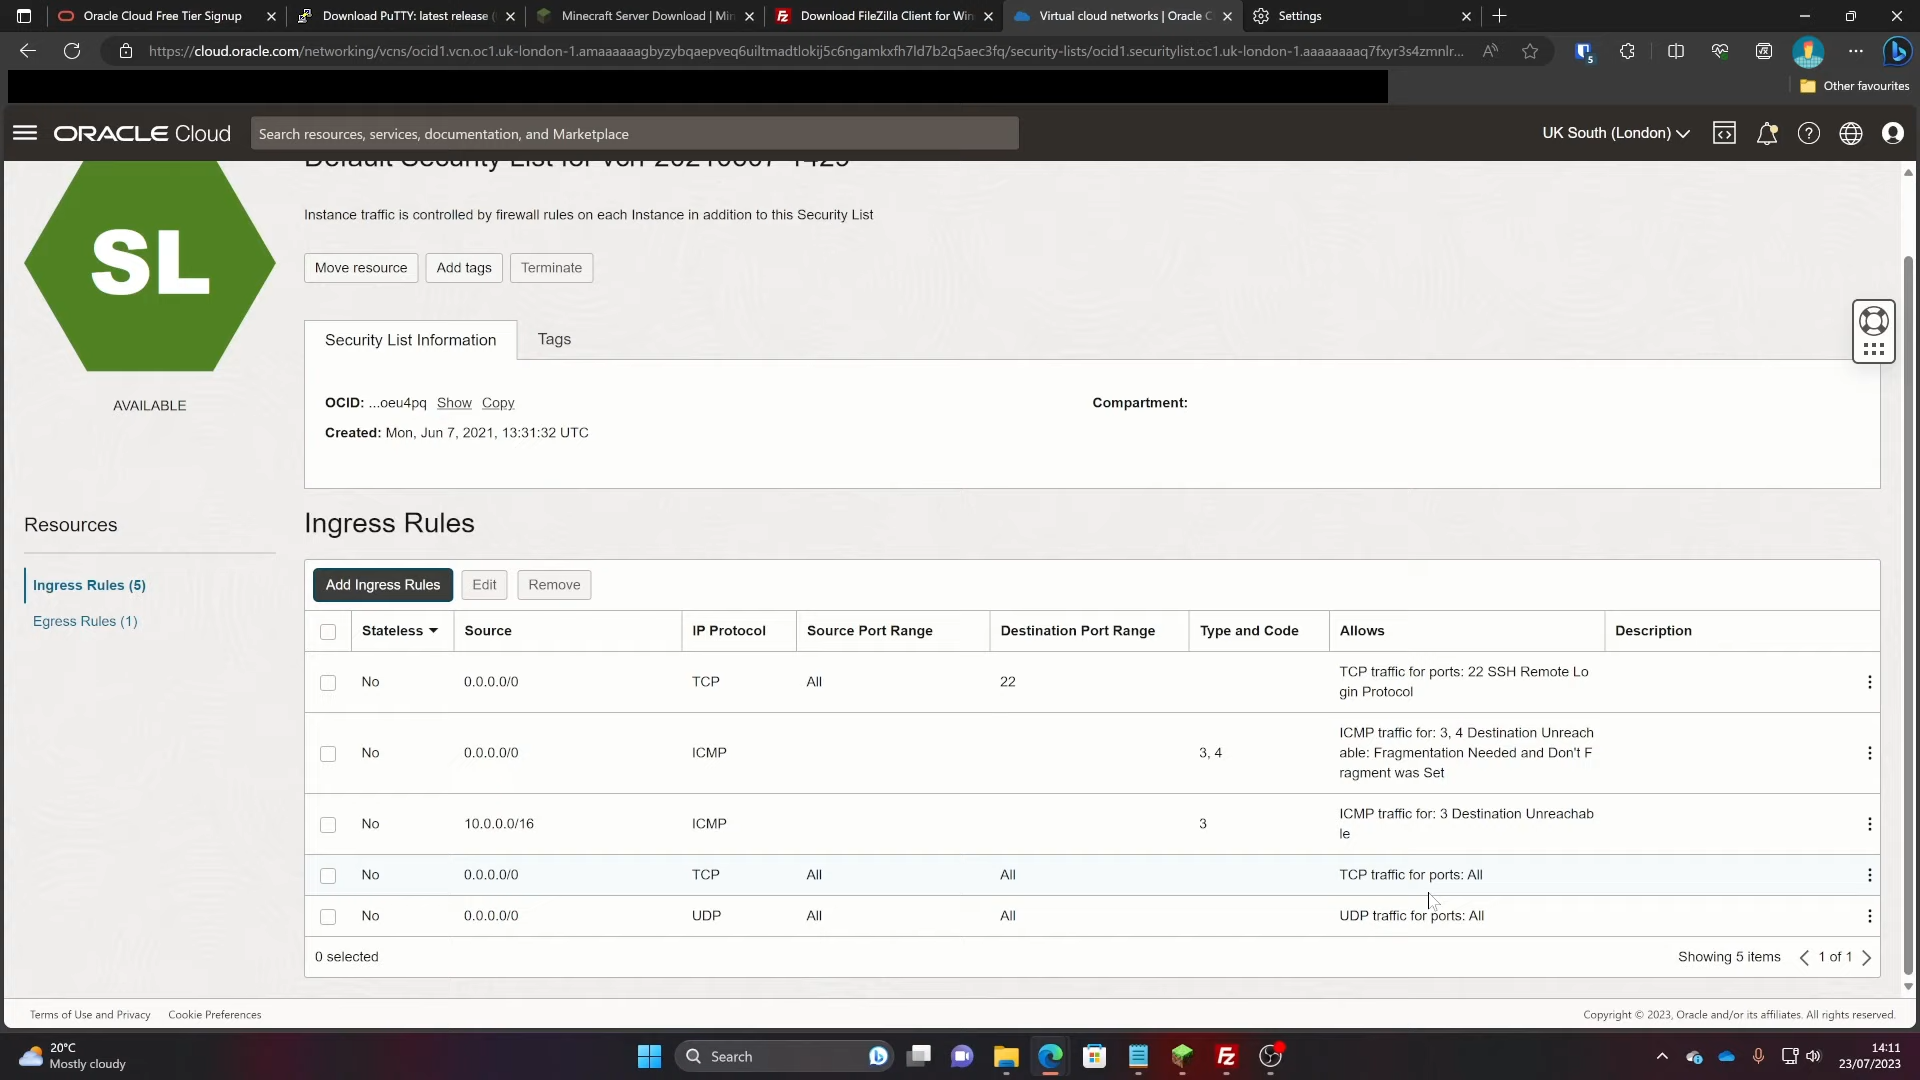 Oracle Cloud Free Tier Signup
Download PuTTY: latest release (
Minecraft Server Download | Min
Download FileZilla Client for Win
Virtual cloud networks | Oracle C
Settings
https://cloud.oracle.com/networking/vcns/ocid1.vcn.oc1.uk-london-1.amaaaaaagbyzybqaepveq6uiltmadtlokij5c6ngamkxfh7ld7b2q5aec3fq/security-lists/ocid1.securitylist.oc1.uk-london-1.aaaaaaaaq7fxyr3s4zmnlr...
5
Other favourites
ORACLE Cloud
Search resources, services, documentation, and Marketplace
UK South (London)
Default Security List for vcn-20210607-1429
Instance traffic is controlled by firewall rules on each Instance in addition to this Security List
SL
AVAILABLE
Move resource
Add tags
Terminate
Security List Information
Tags
OCID: ...oeu4pq Show Copy
Compartment:
Created: Mon, Jun 7, 2021, 13:31:32 UTC
Resources
Ingress Rules (5)
Egress Rules (1)
Ingress Rules
Add Ingress Rules
Edit
Remove
Stateless Source IP Protocol Source Port Range Destination Port Range Type and Code Allows Description
No 0.0.0.0/0 TCP All 22 TCP traffic for ports: 22 SSH Remote Lo
gin Protocol
No 0.0.0.0/0 ICMP 3, 4 ICMP traffic for: 3, 4 Destination Unreach
able: Fragmentation Needed and Don't F
ragment was Set
No 10.0.0.0/16 ICMP 3 ICMP traffic for: 3 Destination Unreachab
le
No 0.0.0.0/0 TCP All All TCP traffic for ports: All
No 0.0.0.0/0 UDP All All UDP traffic for ports: All
0 selected
Showing 5 items
1 of 1
Terms of Use and Privacy
Cookie Preferences
Copyright © 2023, Oracle and/or its affiliates. All rights reserved.
20°C
Mostly cloudy
Search
14:11
23/07/2023